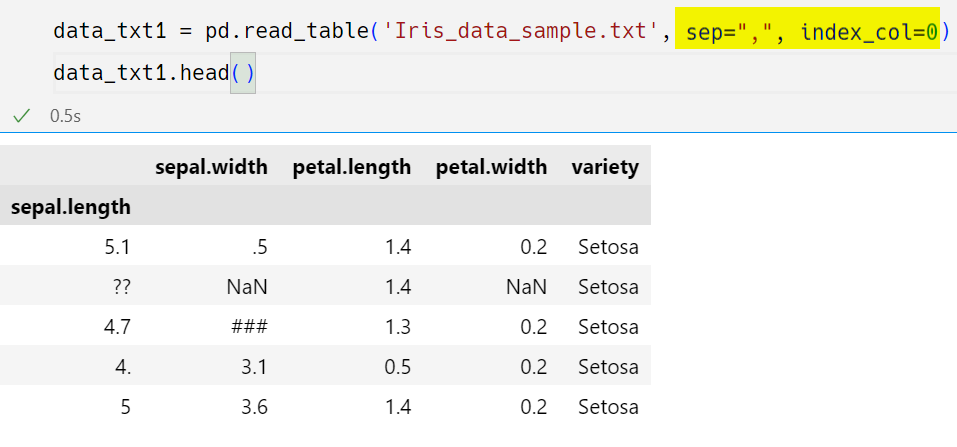 data_txt1 = pd.read_table('Iris_data_sample.txt', sep=",", index_col=0)
data_txt1.head()
0.5s
sepal.width petal.length petal.width variety
sepal.length
5.1 .5 1.4 0.2 Setosa
?? NaN 1.4 NaN Setosa
4.7 ### 1.3 0.2 Setosa
4. 3.1 0.5 0.2 Setosa
5 3.6 1.4 0.2 Setosa